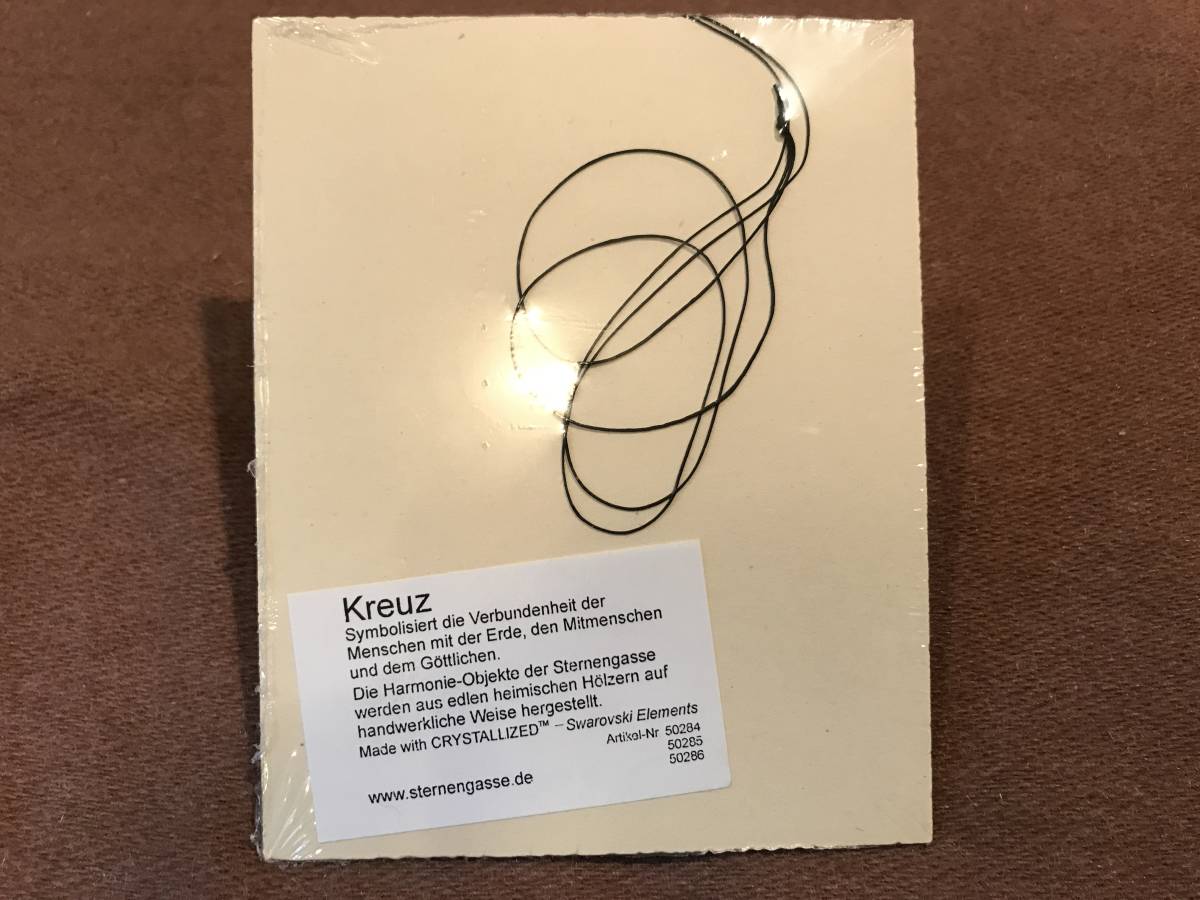 Kreuz
Symbolisiert die Verbundenheit der
Menschen mit der Erde, den Mitmenschen
und dem Göttlichen.
Die Harmonie-Objekte der Sternengasse
werden aus edlen heimischen Hölzern auf
handwerkliche Weise hergestellt.
Made with CRYSTALLIZED™ – Swarovski Elements
Artikel-Nr 50284
50285
50286
www.sternengasse.de